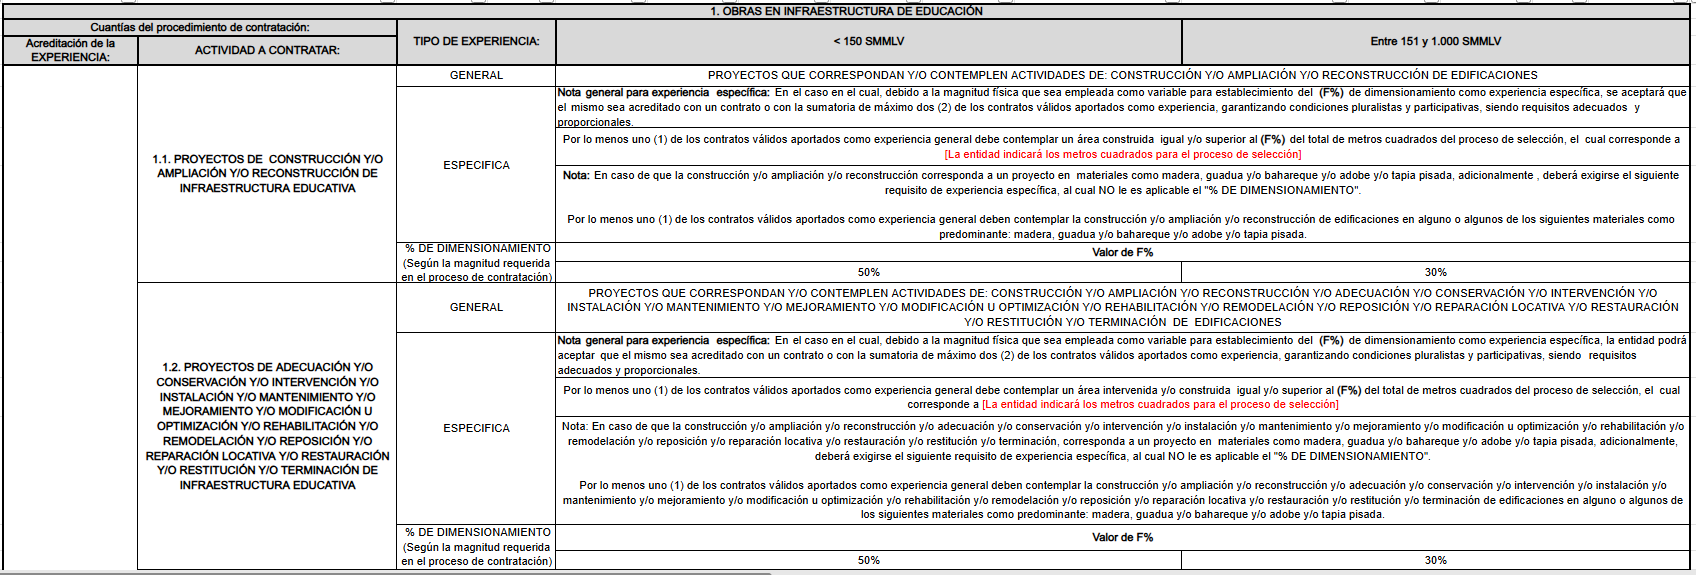 1. OBRAS EN INFRAESTRUCTURA DE EDUCACIÓN
Cuantías del procedimiento de contratación:
TIPO DE EXPERIENCIA:
< 150 SMMLV
Entre 151 y 1.000 SMMLV
Acreditación de la
EXPERIENCIA:
ACTIVIDAD A CONTRATAR:
1.1. PROYECTOS DE CONSTRUCCIÓN Y/O
AMPLIACIÓN Y/O RECONSTRUCCIÓN DE
INFRAESTRUCTURA EDUCATIVA
GENERAL
PROYECTOS QUE CORRESPONDAN Y/O CONTEMPLEN ACTIVIDADES DE: CONSTRUCCIÓN Y/O AMPLIACIÓN Y/O RECONSTRUCCIÓN DE EDIFICACIONES
ESPECIFICA
Nota general para experiencia específica: En el caso en el cual, debido a la magnitud física que sea empleada como variable para establecimiento del (F%) de dimensionamiento como experiencia específica, se aceptará que
el mismo sea acreditado con un contrato o con la sumatoria de máximo dos (2) de los contratos válidos aportados como experiencia, garantizando condiciones pluralistas y participativas, siendo requisitos adecuados y
proporcionales.
Por lo menos uno (1) de los contratos válidos aportados como experiencia general debe contemplar un área construida igual y/o superior al (F%) del total de metros cuadrados del proceso de selección, el cual corresponde a
[La entidad indicará los metros cuadrados para el proceso de selección]
Nota: En caso de que la construcción y/o ampliación y/o reconstrucción corresponda a un proyecto en materiales como madera, guadua y/o bahareque y/o adobe y/o tapia pisada, adicionalmente , deberá exigirse el siguiente
requisito de experiencia específica, al cual NO le es aplicable el "% DE DIMENSIONAMIENTO".
Por lo menos uno (1) de los contratos válidos aportados como experiencia general deben contemplar la construcción y/o ampliación y/o reconstrucción de edificaciones en alguno o algunos de los siguientes materiales como
predominante: madera, guadua y/o bahareque y/o adobe y/o tapia pisada.
% DE DIMENSIONAMIENTO
(Según la magnitud requerida
en el proceso de contratación)
Valor de F%
50%
30%
1.2. PROYECTOS DE ADECUACIÓN Y/O
CONSERVACIÓN Y/O INTERVENCIÓN Y/O
INSTALACIÓN Y/O MANTENIMIENTO Y/O
MEJORAMIENTO Y/O MODIFICACIÓN U
OPTIMIZACIÓN Y/O REHABILITACIÓN Y/O
REMODELACIÓN Y/O REPOSICIÓN Y/O
REPARACIÓN LOCATIVA Y/O RESTAURACIÓN
Y/O RESTITUCIÓN Y/O TERMINACIÓN DE
INFRAESTRUCTURA EDUCATIVA
GENERAL
PROYECTOS QUE CORRESPONDAN Y/O CONTEMPLEN ACTIVIDADES DE: CONSTRUCCIÓN Y/O AMPLIACIÓN Y/O RECONSTRUCCIÓN Y/O ADECUACIÓN Y/O CONSERVACIÓN Y/O INTERVENCIÓN Y/O
INSTALACIÓN Y/O MANTENIMIENTO Y/O MEJORAMIENTO Y/O MODIFICACIÓN U OPTIMIZACIÓN Y/O REHABILITACIÓN Y/O REMODELACIÓN Y/O REPOSICIÓN Y/O REPARACIÓN LOCATIVA Y/O RESTAURACIÓN
Y/O RESTITUCIÓN Y/O TERMINACIÓN DE EDIFICACIONES
ESPECIFICA
Nota general para experiencia específica: En el caso en el cual, debido a la magnitud física que sea empleada como variable para establecimiento del (F%) de dimensionamiento como experiencia específica, la entidad podrá
aceptar que el mismo sea acreditado con un contrato o con la sumatoria de máximo dos (2) de los contratos válidos aportados como experiencia, garantizando condiciones pluralistas y participativas, siendo requisitos
adecuados y proporcionales.
Por lo menos uno (1) de los contratos válidos aportados como experiencia general debe contemplar un área intervenida y/o construida igual y/o superior al (F%) del total de metros cuadrados del proceso de selección, el cual
corresponde a [La entidad indicará los metros cuadrados para el proceso de selección]
Nota: En caso de que la construcción y/o ampliación y/o reconstrucción y/o adecuación y/o conservación y/o intervención y/o instalación y/o mantenimiento y/o mejoramiento y/o modificación u optimización y/o rehabilitación y/o
remodelación y/o reposición y/o reparación locativa y/o restauración y/o restitución y/o terminación, corresponda a un proyecto en materiales como madera, guadua y/o bahareque y/o adobe y/o tapia pisada, adicionalmente,
deberá exigirse el siguiente requisito de experiencia específica, al cual NO le es aplicable el "% DE DIMENSIONAMIENTO".
Por lo menos uno (1) de los contratos válidos aportados como experiencia general deben contemplar la construcción y/o ampliación y/o reconstrucción y/o adecuación y/o conservación y/o intervención y/o instalación y/o
mantenimiento y/o mejoramiento y/o modificación u optimización y/o rehabilitación y/o remodelación y/o reposición y/o reparación locativa y/o restauración y/o restitución y/o terminación de edificaciones en alguno o algunos de
los siguientes materiales como predominante: madera, guadua y/o bahareque y/o adobe y/o tapia pisada.
% DE DIMENSIONAMIENTO
(Según la magnitud requerida
en el proceso de contratación)
Valor de F%
50%
30%